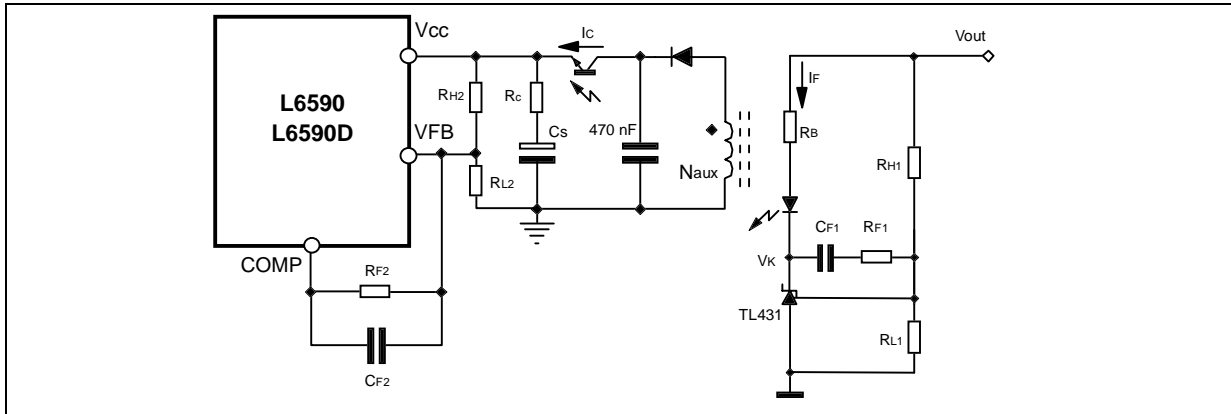 Vcc
IC
Vout
IF
L6590
L6590D
RH2
Rc
VFB
Cs
470 nF
RB
RH1
RL2
Naux
CF1
RF1
COMP
VK
RF2
TL431
RL1
CF2